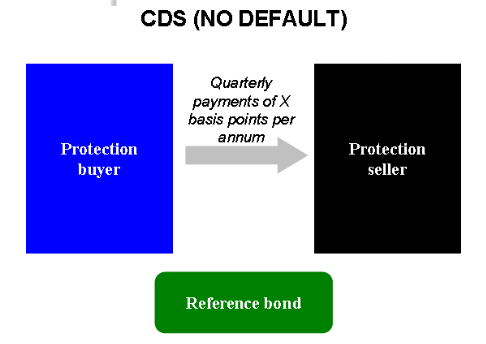 CDS (NO DEFAULT)
Quarterly
payments of X
basis points per
annum
Protection
buyer
Protection
seller
Reference bond